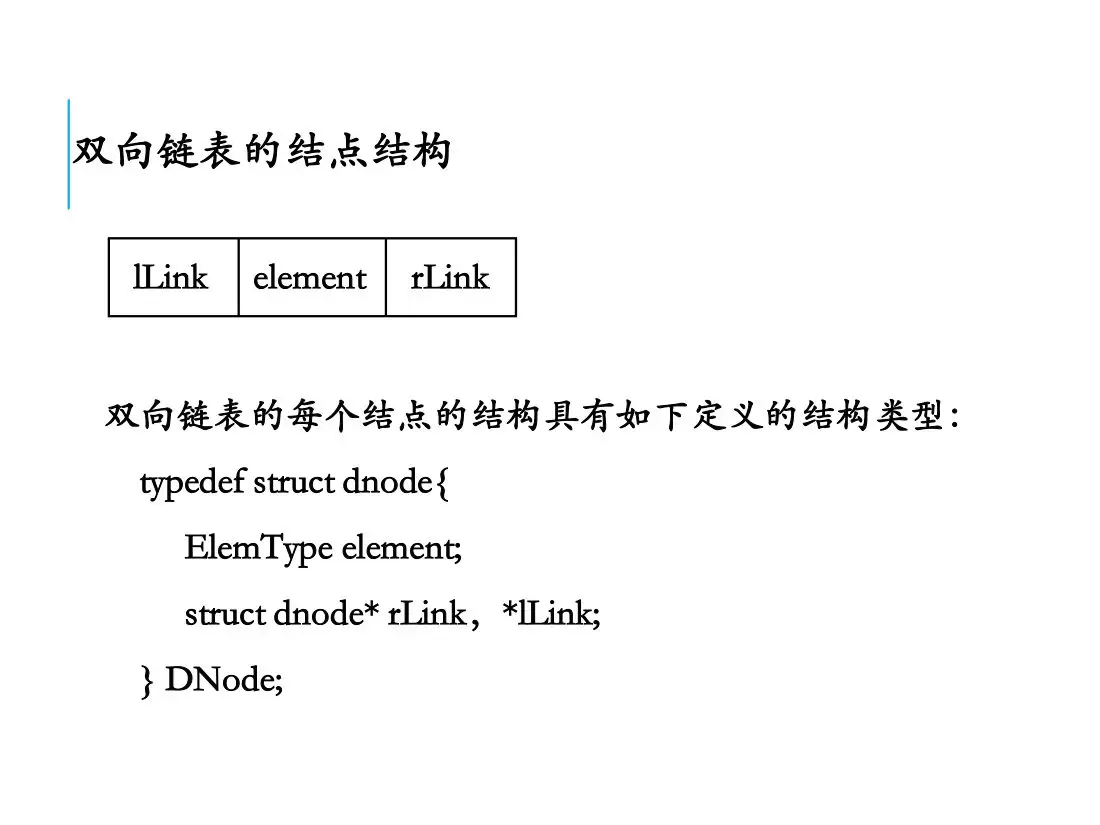 双向链表的结点结构
lLink element rLink
双向链表的每个结点的结构具有如下定义的结构类型：
typedef struct dnode{
ElemType element;
struct dnode* rLink，*lLink;
} DNode;